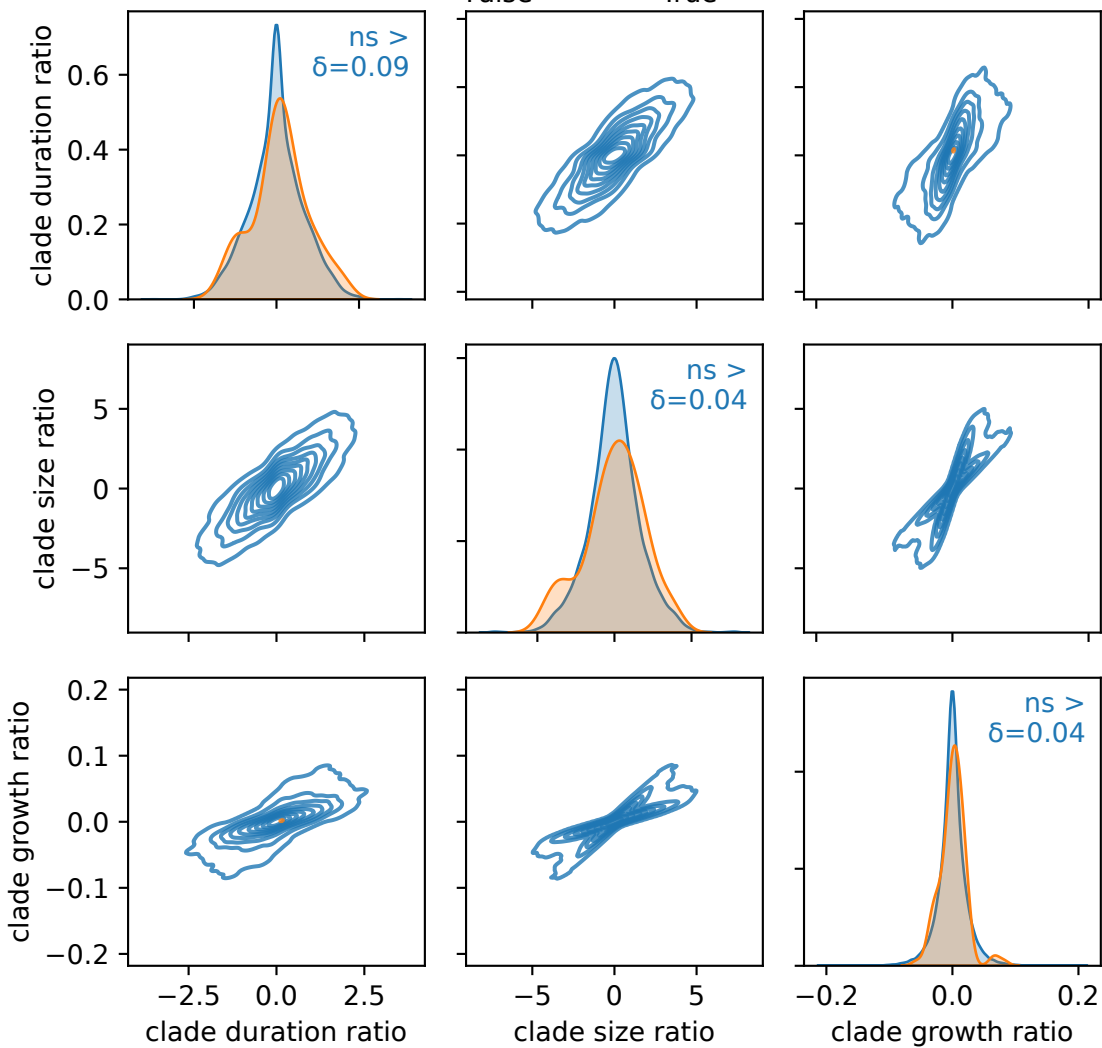 clade duration ratio
0.6
0.4
0.2
0.0
ns >
δ=0.09
clade size ratio
5
0
−5
ns >
δ=0.04
clade growth ratio
0.2
0.1
0.0
−0.1
−0.2
ns >
δ=0.04
−2.5 0.0 2.5
−5 0 5
−0.2 0.0 0.2
clade duration ratio
clade size ratio
clade growth ratio